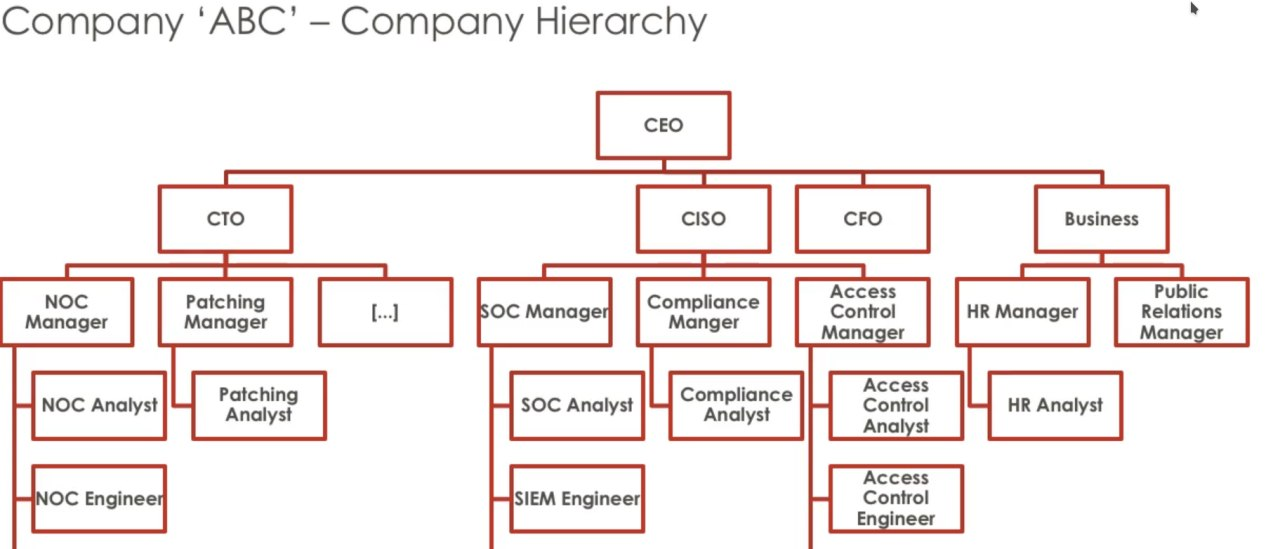 Company ‘ABC’ – Company Hierarchy
CEO
CTO
CISO
CFO
Business
NOC
Manager
Patching
Manager
[...]
SOC Manager
Compliance
Manger
Access
Control
Manager
HR Manager
Public
Relations
Manager
NOC Analyst
Patching
Analyst
SOC Analyst
Compliance
Analyst
Access
Control
Analyst
HR Analyst
NOC Engineer
SIEM Engineer
Access
Control
Engineer